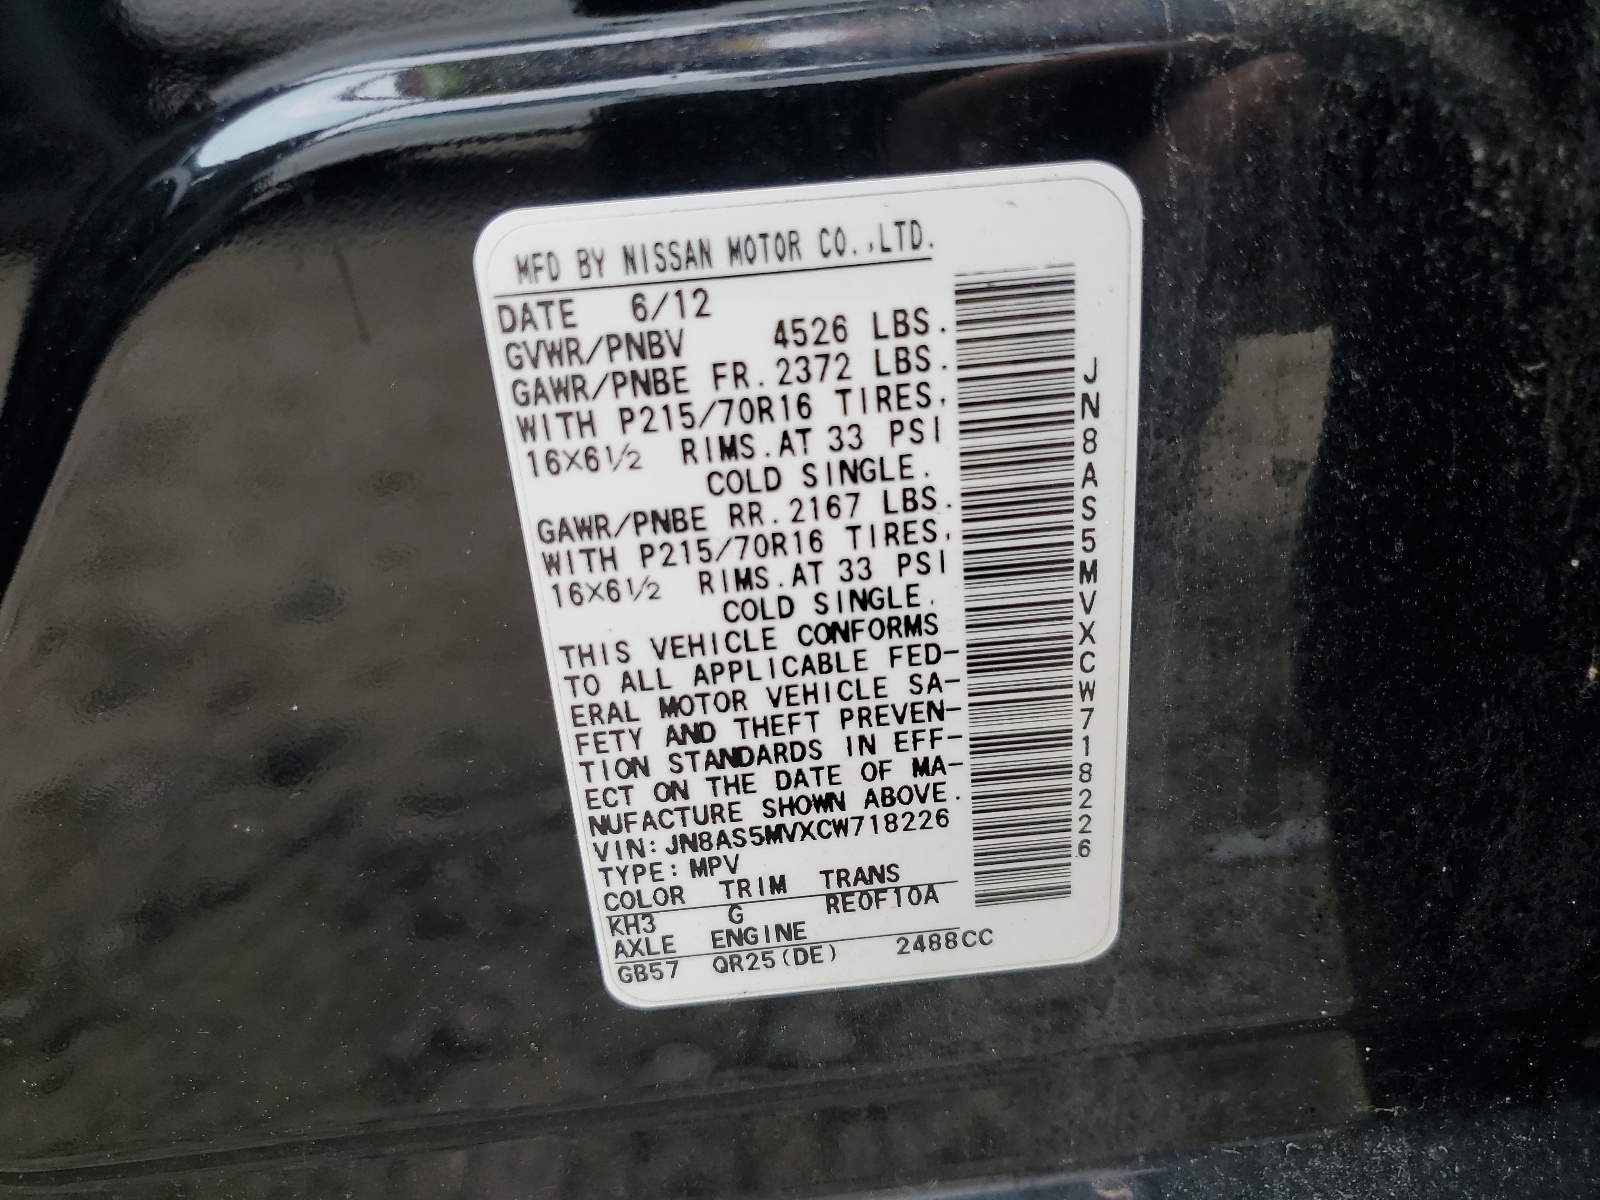 MFD BY NISSAN MOTOR CO.,LTD.
DATE 6/12
GVWR/PNBV 4526 LBS.
GAWR/PNBE FR. 2372 LBS.
WITH P215/70R16 TIRES,
16X6½ RIMS. AT 33 PSI
COLD SINGLE.
GAWR/PNBE RR. 2167 LBS.
WITH P215/70R16 TIRES,
16X6½ RIMS. AT 33 PSI
COLD SINGLE.
THIS VEHICLE CONFORMS
TO ALL APPLICABLE FED-
ERAL MOTOR VEHICLE SA-
FETY AND THEFT PREVEN-
TION STANDARDS IN EFF-
ECT ON THE DATE OF MA-
NUFACTURE SHOWN ABOVE.
VIN: JN8AS5MVXCW718226
TYPE: MPV
COLOR TRIM TRANS
KH3 G RE0F10A
AXLE ENGINE
GB57 QR25(DE) 2488CC
JN8AS5MVXCW718226